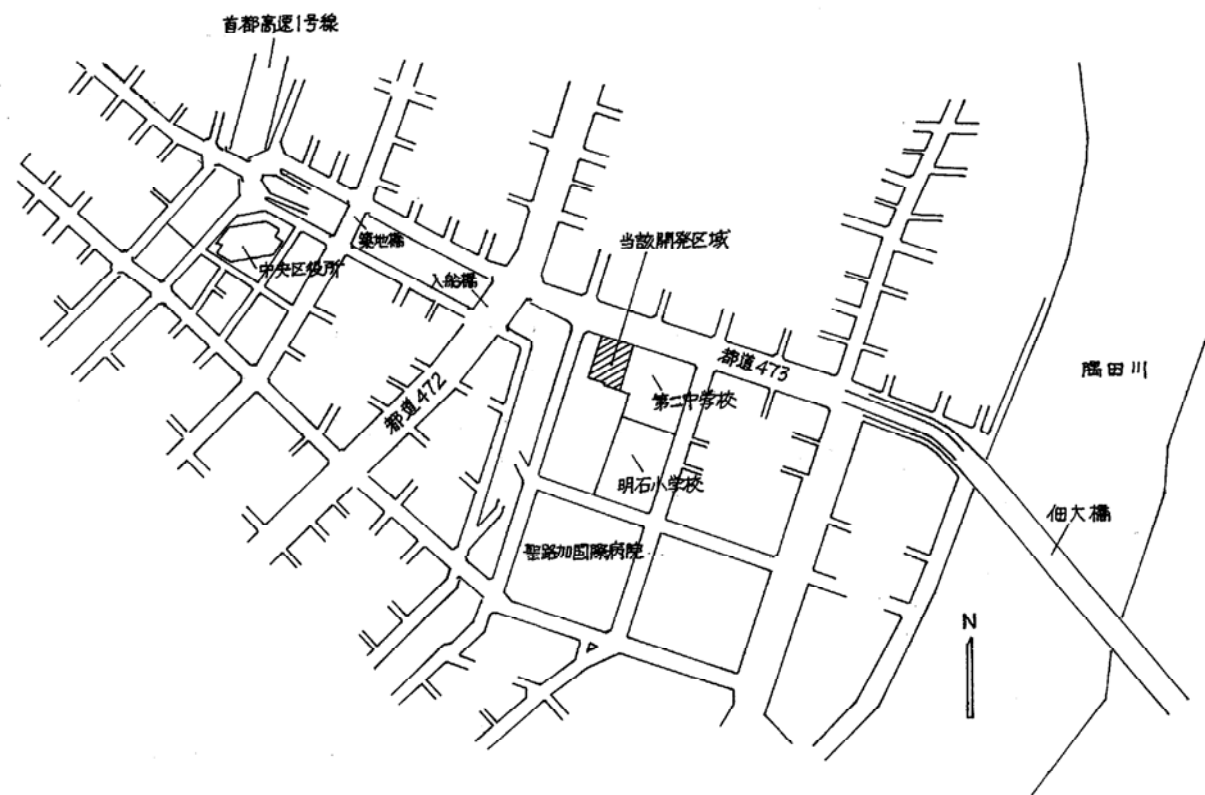 首都高速1号線
築地橋
当該開発区域
中央区役所
入船橋
都道473
隅田川
都道472
第二中学校
明石小学校
佃大橋
聖路加国際病院
N